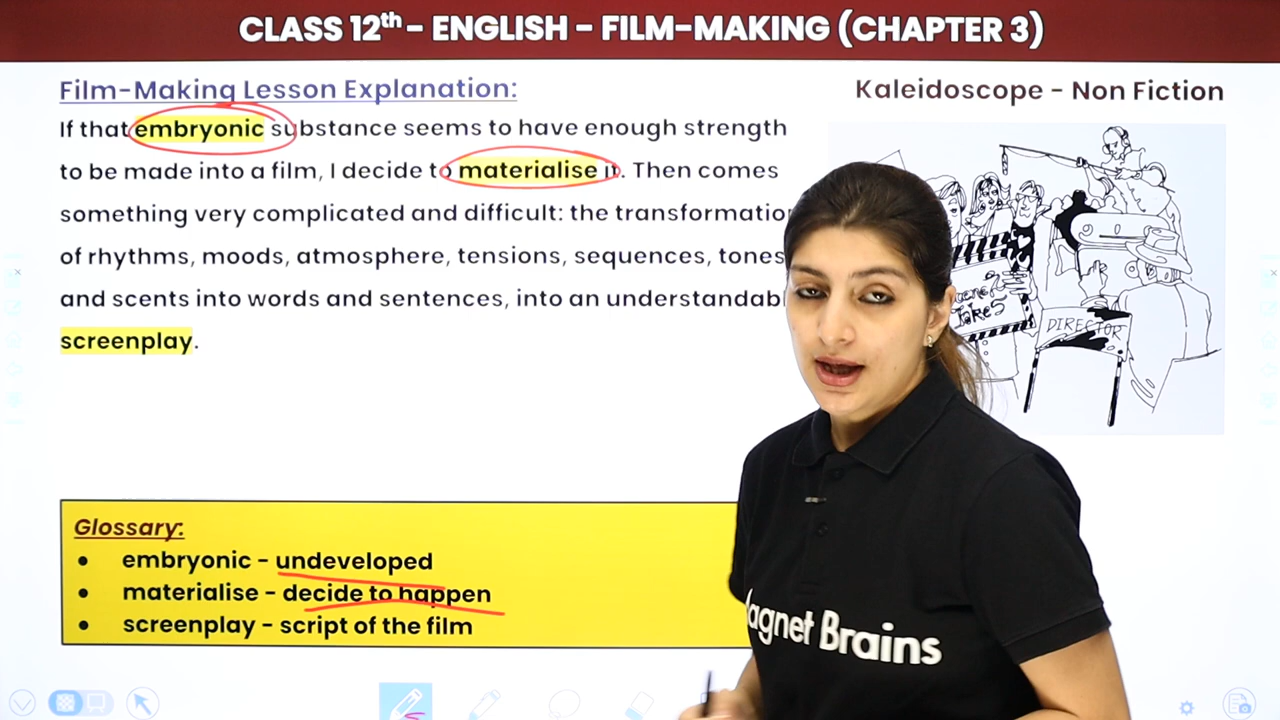 CLASS 12th - ENGLISH - FILM-MAKING (CHAPTER 3)
Film-Making Lesson Explanation:
Kaleidoscope - Non Fiction
If that embryonic substance seems to have enough strength
to be made into a film, I decide to materialise it. Then comes
something very complicated and difficult: the transformation
of rhythms, moods, atmosphere, tensions, sequences, tones
and scents into words and sentences, into an
screenplay.
DIRECTOR
Glossary:
• embryonic - undeveloped
• materialise - decide to happen
• screenplay - script of the film
agnet Brains